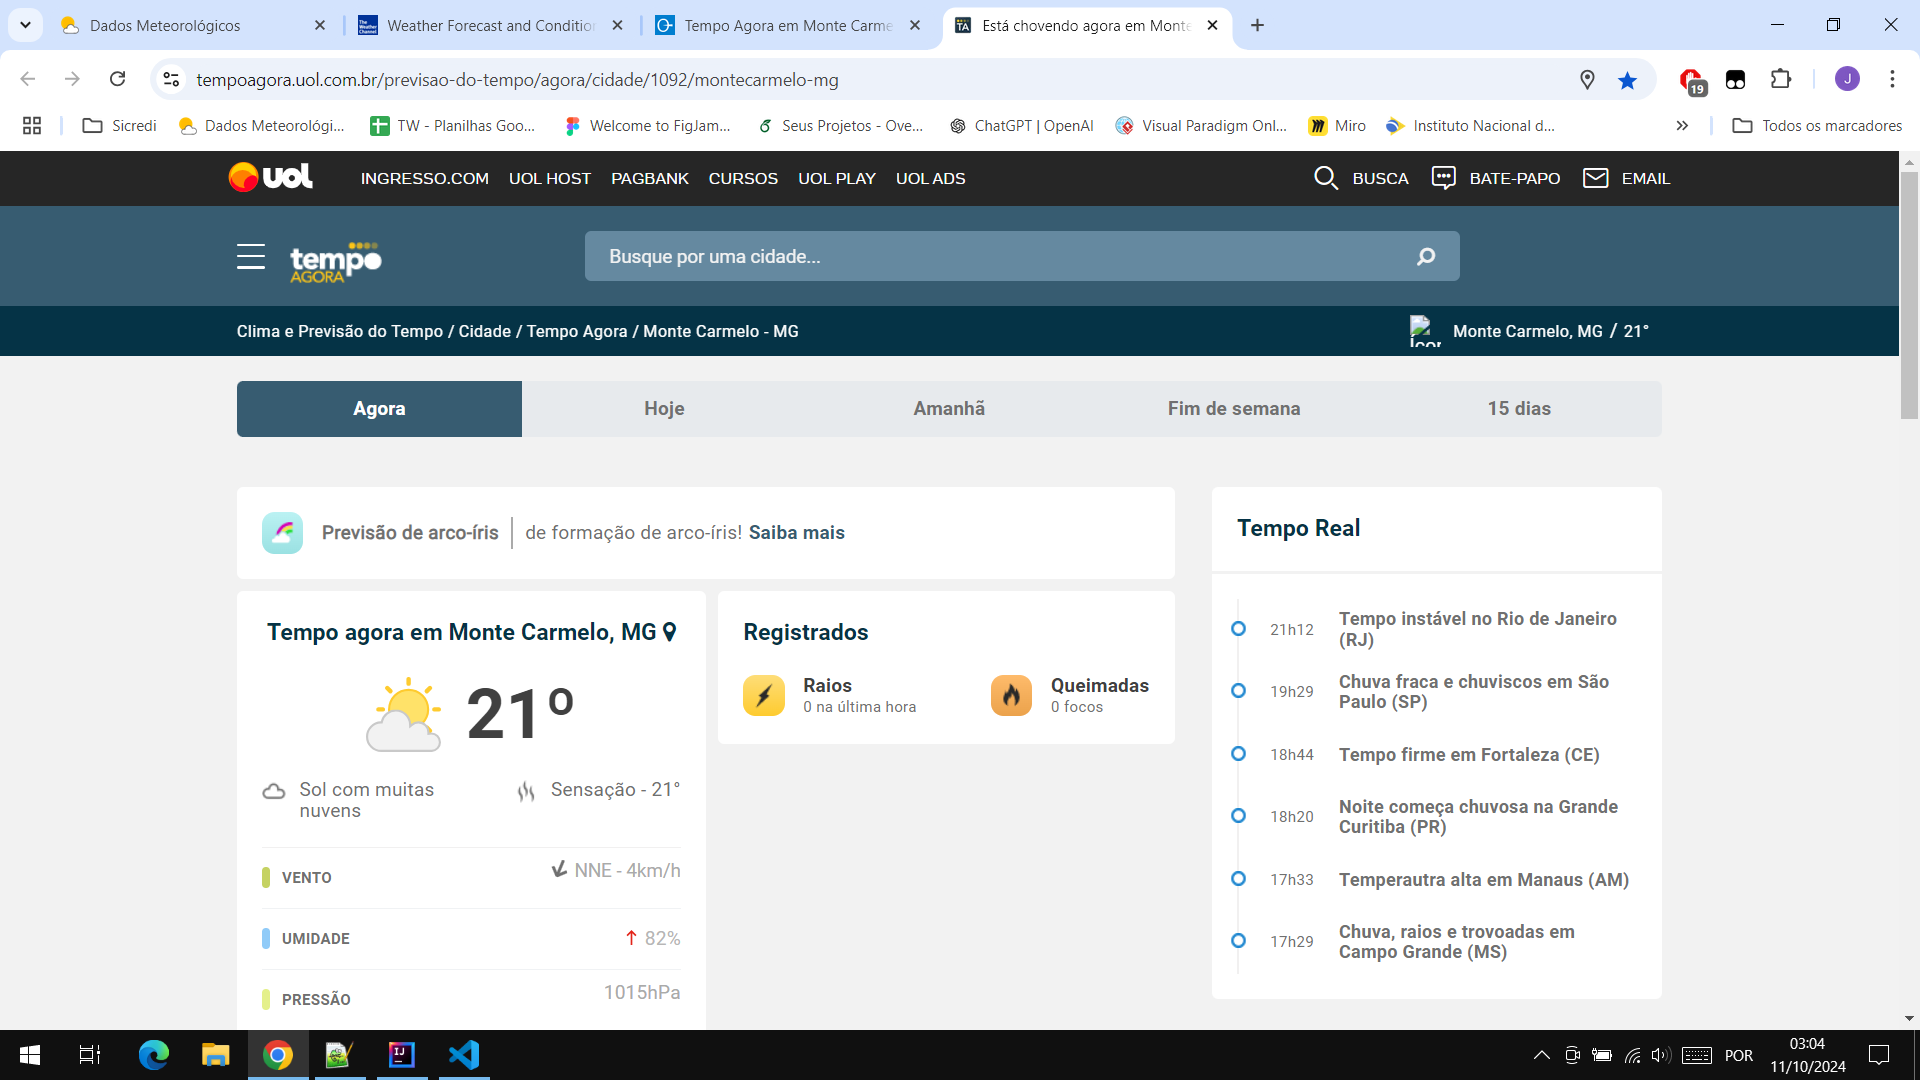 Dados Meteorológicos
Weather Forecast and Condition
Tempo Agora em Monte Carme
Está chovendo agora em Monte
tempoagora.uol.com.br/previsao-do-tempo/agora/cidade/1092/montecarmelo-mg
19
J
Sicredi
Dados Meteorológi...
TW - Planilhas Goo...
Welcome to FigJam...
Seus Projetos - Ove...
ChatGPT | OpenAI
Visual Paradigm Onl...
Miro
Instituto Nacional d...
Todos os marcadores
UOL
INGRESSO.COM
UOL HOST
PAGBANK
CURSOS
UOL PLAY
UOL ADS
BUSCA
BATE-PAPO
EMAIL
tempo
AGORA
Busque por uma cidade...
Clima e Previsão do Tempo / Cidade / Tempo Agora / Monte Carmelo - MG
Monte Carmelo, MG / 21°
Agora
Hoje
Amanhã
Fim de semana
15 dias
Previsão de arco-íris
de formação de arco-íris! Saiba mais
Tempo agora em Monte Carmelo, MG
21º
Sol com muitas
nuvens
Sensação - 21°
VENTO
NNE - 4km/h
UMIDADE
82%
PRESSÃO
1015hPa
Registrados
Raios
0 na última hora
Queimadas
0 focos
Tempo Real
21h12
Tempo instável no Rio de Janeiro
(RJ)
19h29
Chuva fraca e chuviscos em São
Paulo (SP)
18h44
Tempo firme em Fortaleza (CE)
18h20
Noite começa chuvosa na Grande
Curitiba (PR)
17h33
Temperautra alta em Manaus (AM)
17h29
Chuva, raios e trovoadas em
Campo Grande (MS)
POR
03:04
11/10/2024